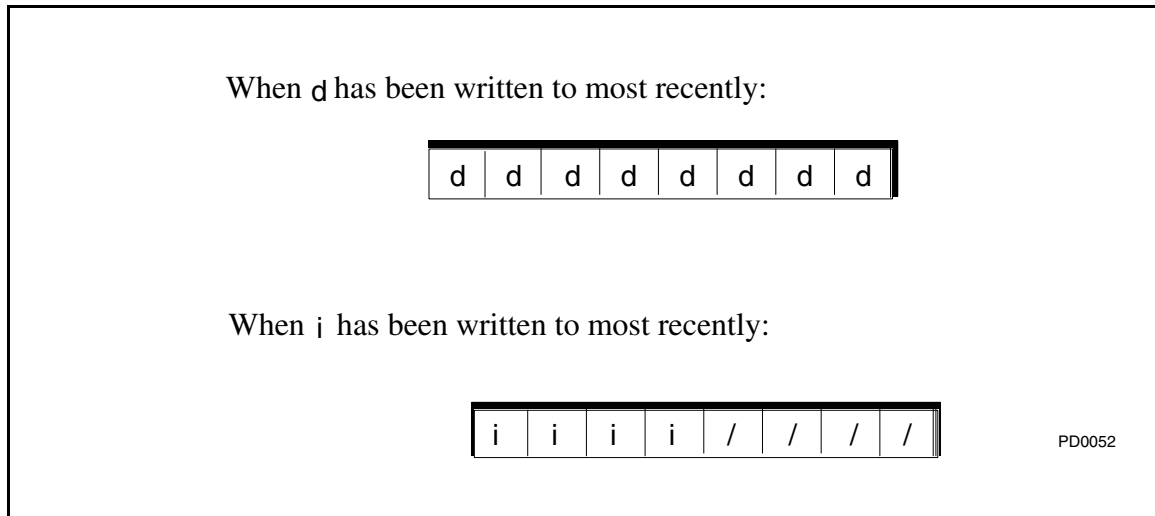 When d has been written to most recently:
d d d d d d d d
When i has been written to most recently:
i i i i / / / /
PD0052